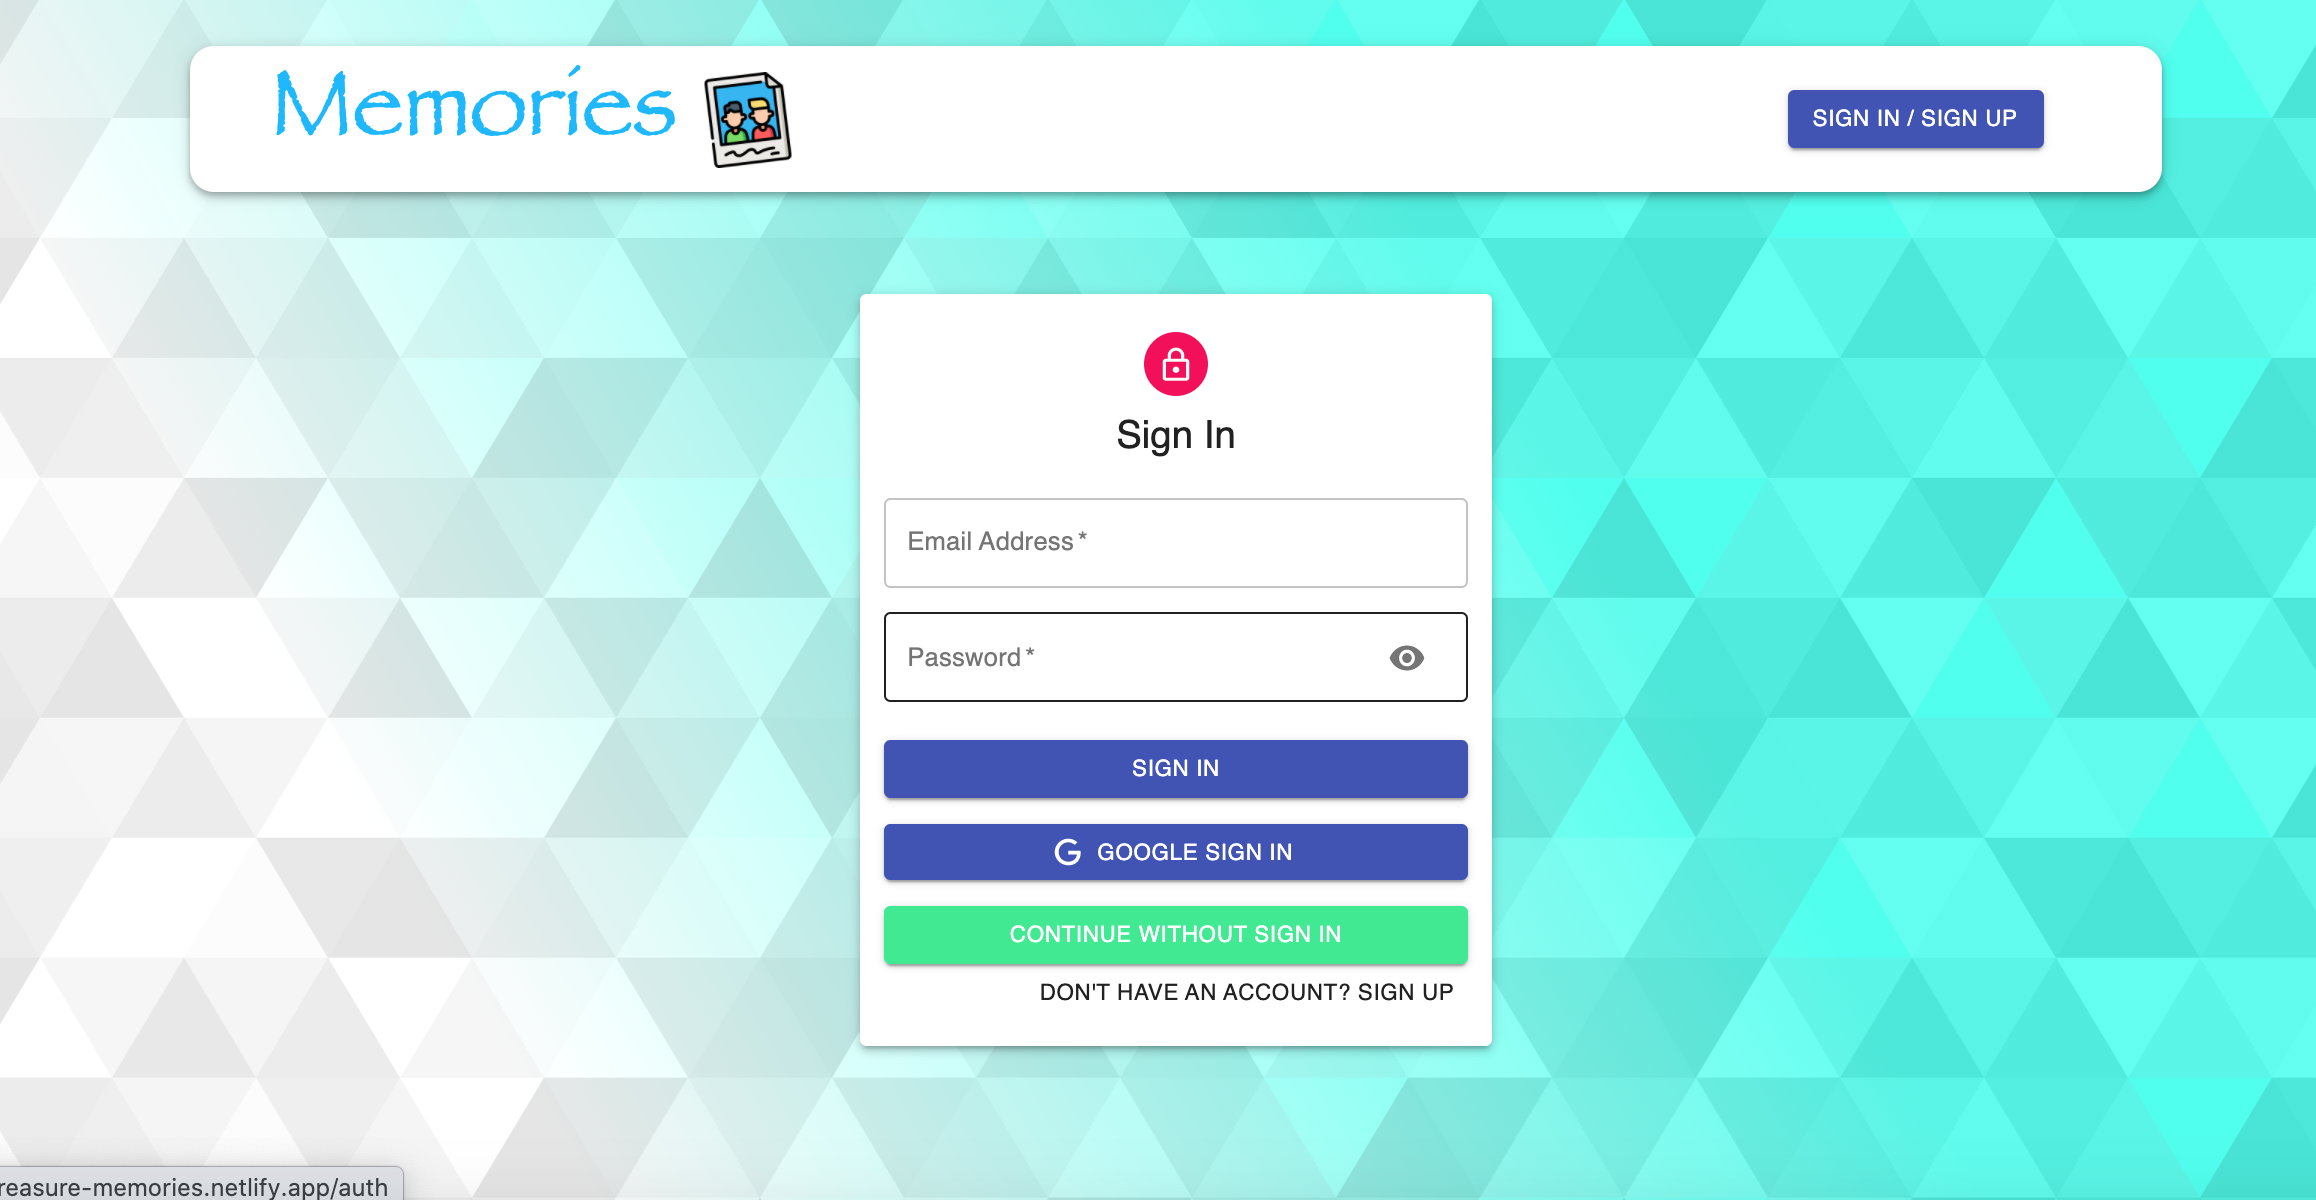 Memories
SIGN IN / SIGN UP
Sign In
Email Address *
Password *
SIGN IN
GOOGLE SIGN IN
CONTINUE WITHOUT SIGN IN
DON'T HAVE AN ACCOUNT? SIGN UP
reasure-memories.netlify.app/auth